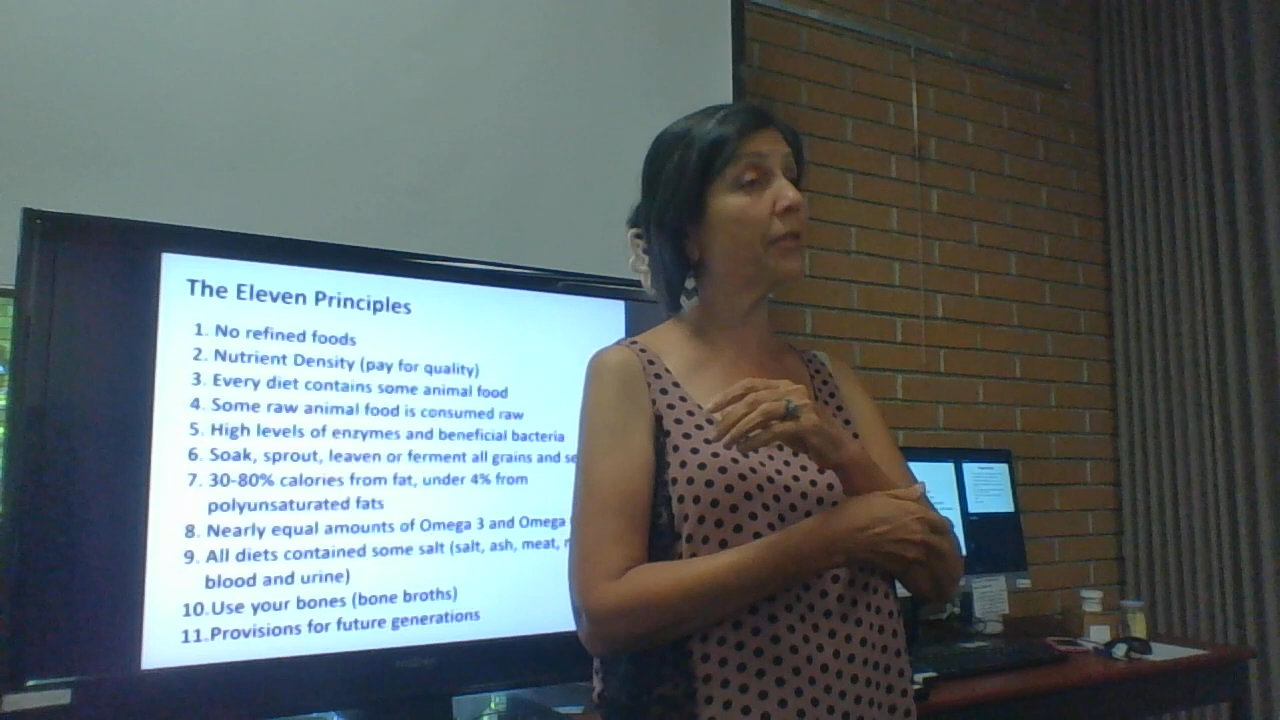 The Eleven Principles
1. No refined foods
2. Nutrient Density (pay for quality)
3. Every diet contains some animal food
4. Some raw animal food is consumed raw
5. High levels of enzymes and beneficial bacteria
6. Soak, sprout, leaven or ferment all grains and
7. 30-80% calories from fat, under 4% from
polyunsaturated fats
8. Nearly equal amounts of Omega 3 and Omega
9. All diets contained some salt (salt, ash, meat,
blood and urine)
10. Use your bones (bone broths)
11. Provisions for future generations